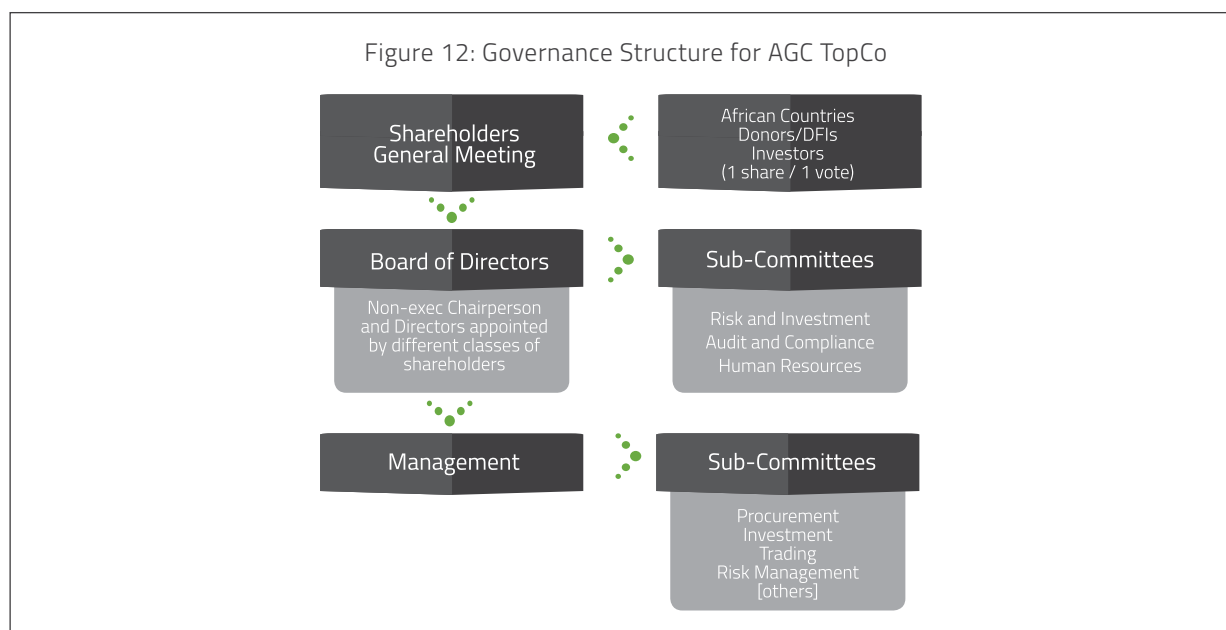 Figure 12: Governance Structure for AGC TopCo
Shareholders
General Meeting
African Countries
Donors/DFIs
Investors
(1 share / 1 vote)
Board of Directors
Non-exec Chairperson
and Directors appointed
by different classes of
shareholders
Sub-Committees
Risk and Investment
Audit and Compliance
Human Resources
Management
Sub-Committees
Procurement
Investment
Trading
Risk Management
[others]